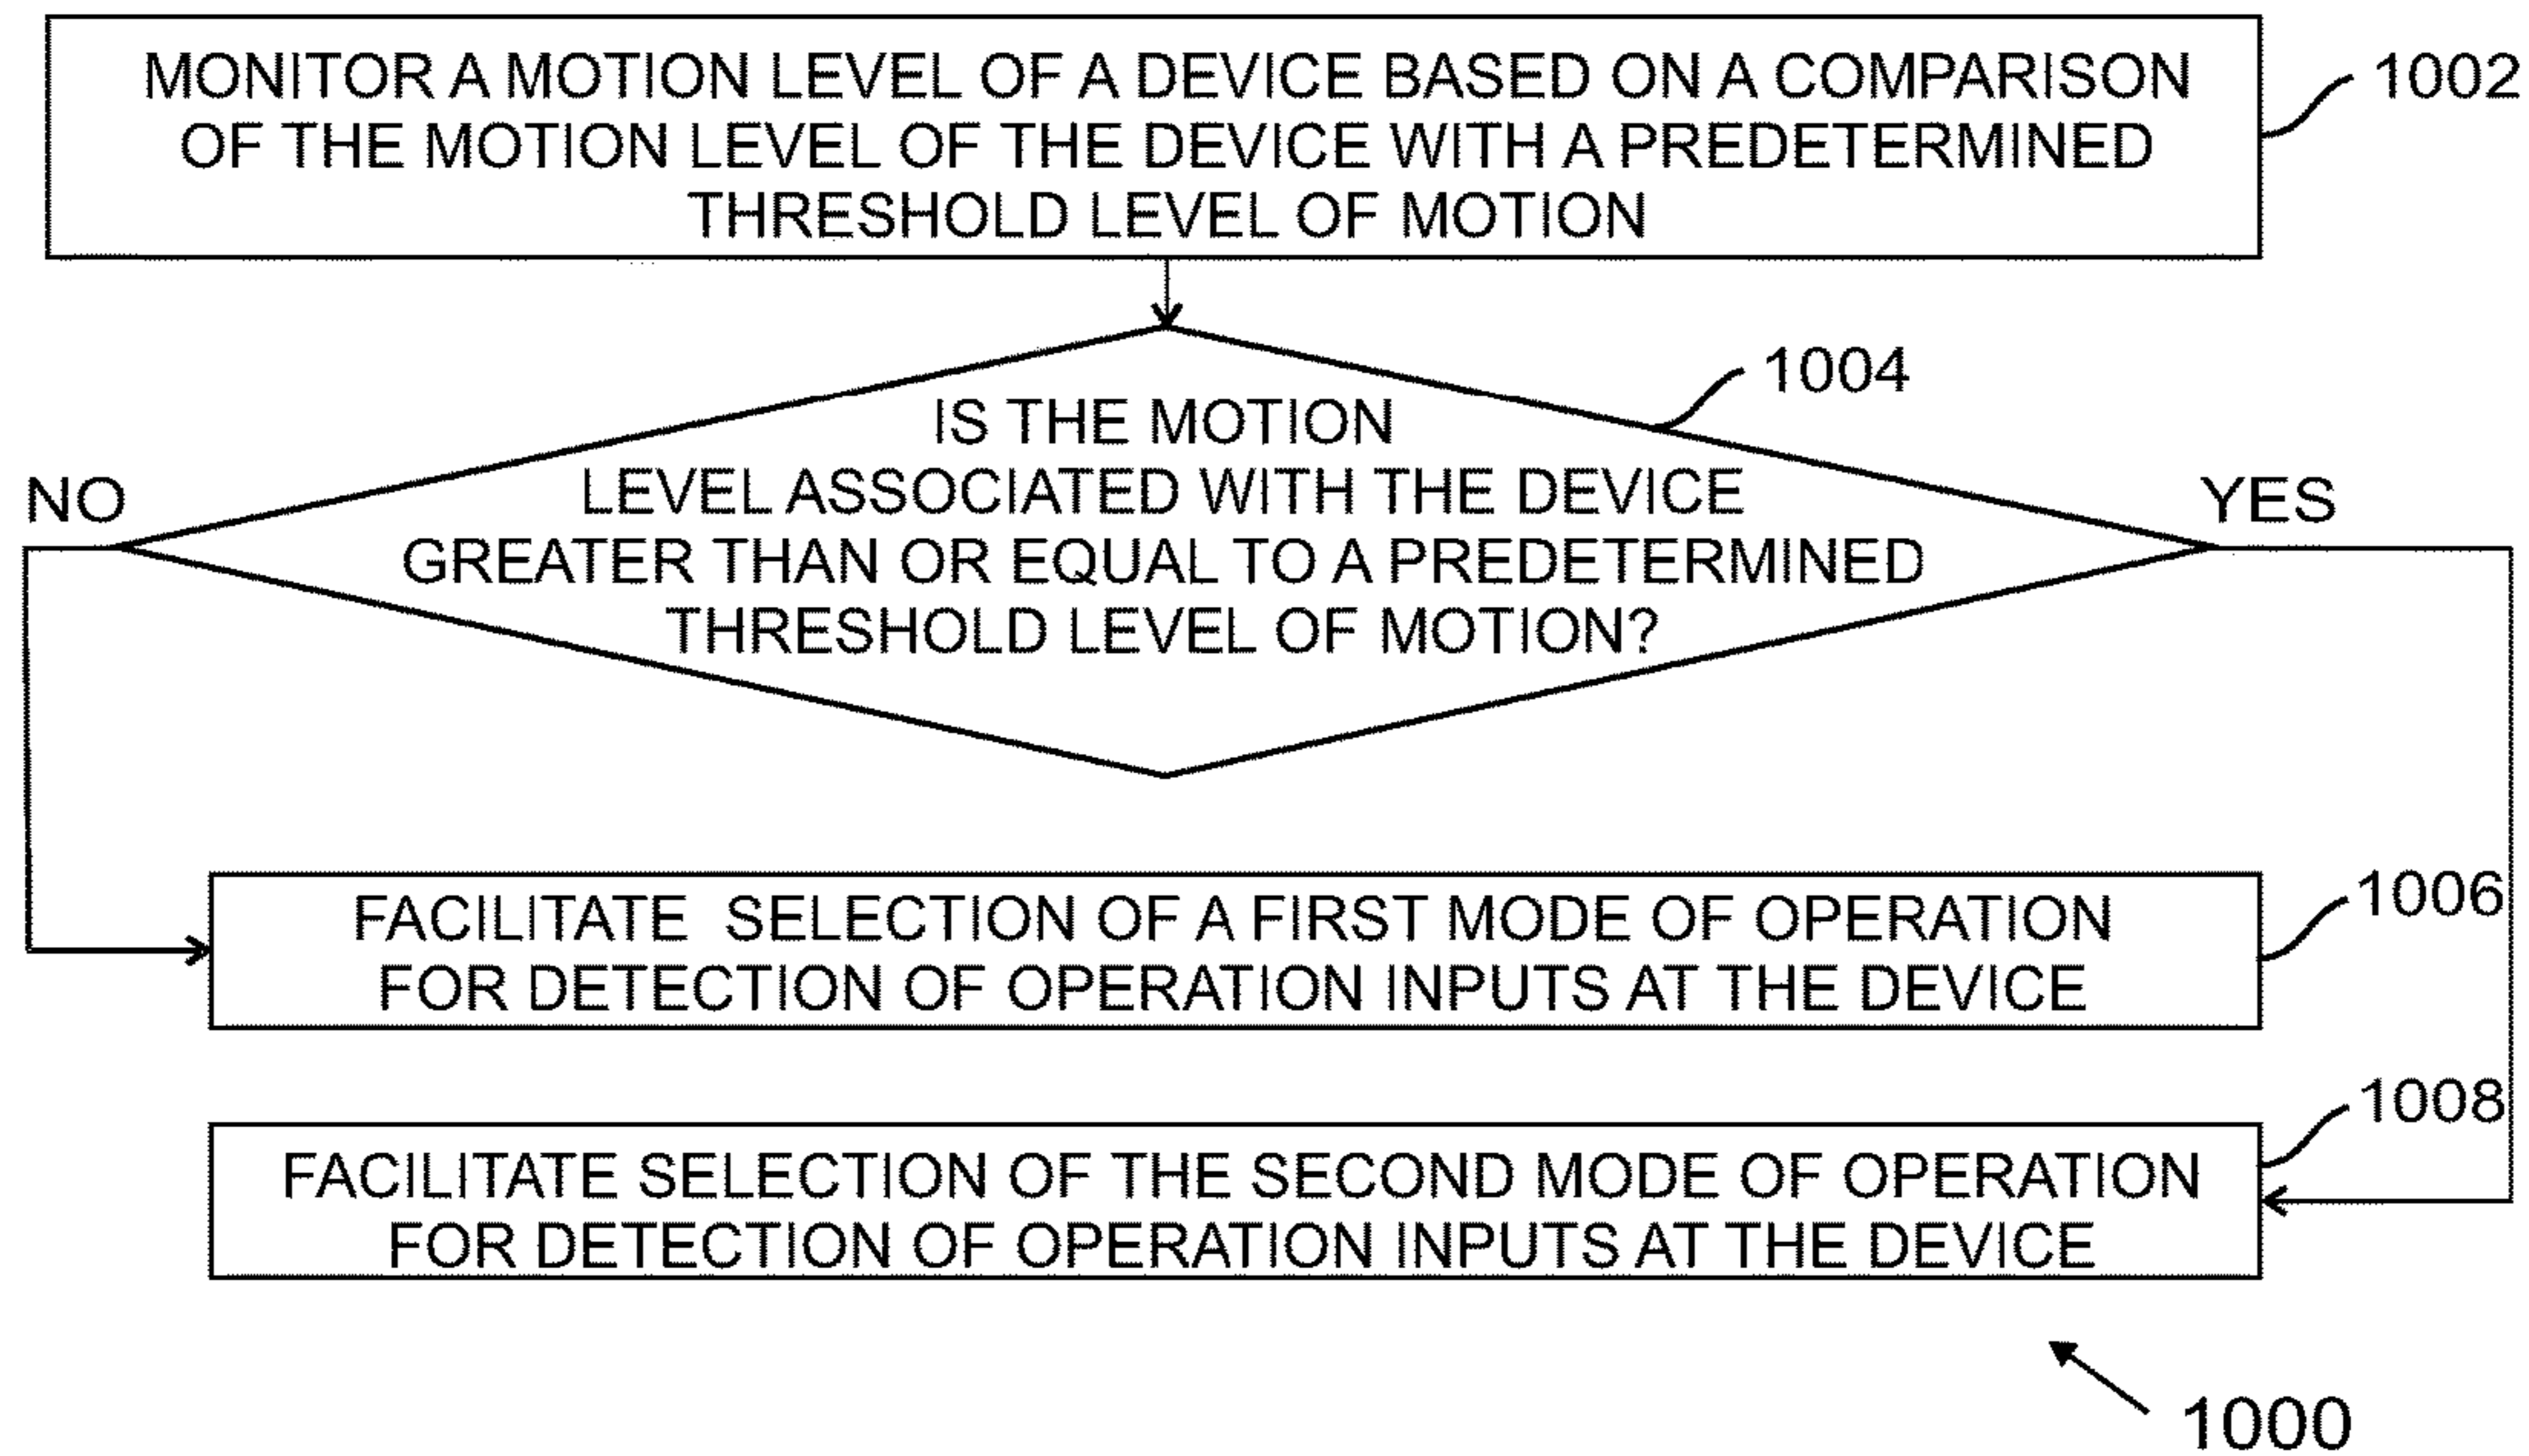 MONITOR A MOTION LEVEL OF A DEVICE BASED ON A COMPARISON
OF THE MOTION LEVEL OF THE DEVICE WITH A PREDETERMINED
THRESHOLD LEVEL OF MOTION
1002
1004
IS THE MOTION
LEVEL ASSOCIATED WITH THE DEVICE
GREATER THAN OR EQUAL TO A PREDETERMINED
THRESHOLD LEVEL OF MOTION?
NO
YES
FACILITATE SELECTION OF A FIRST MODE OF OPERATION
FOR DETECTION OF OPERATION INPUTS AT THE DEVICE
1006
1008
FACILITATE SELECTION OF THE SECOND MODE OF OPERATION
FOR DETECTION OF OPERATION INPUTS AT THE DEVICE
1000